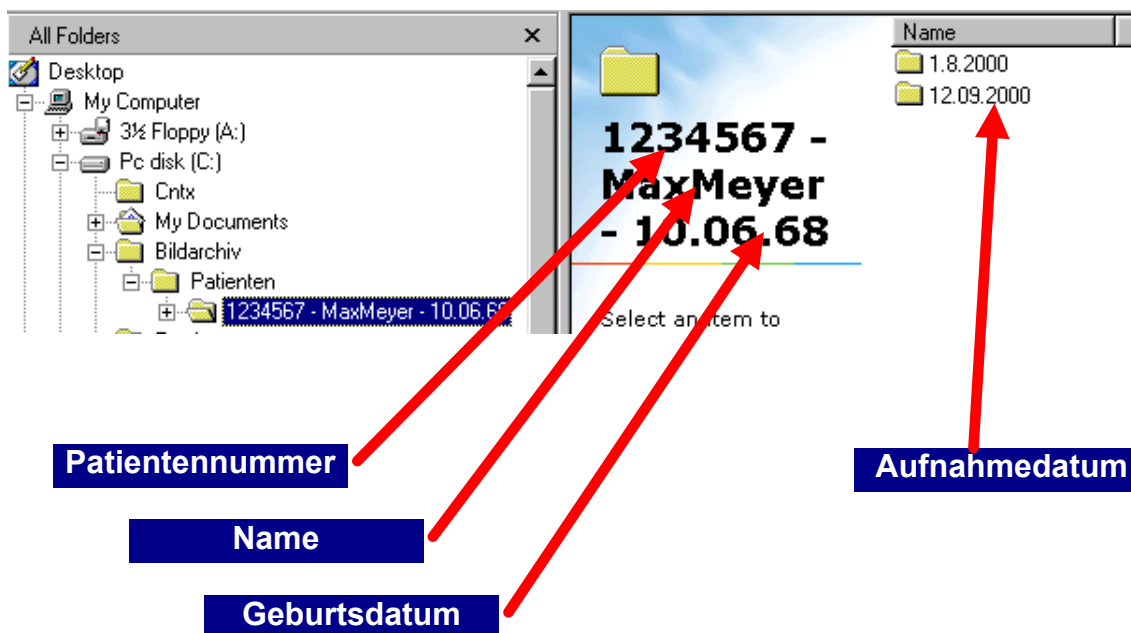 All Folders
Desktop
My Computer
3½ Floppy (A:)
Pc disk (C:)
Cntx
My Documents
Bildarchiv
Patienten
1234567 - MaxMeyer - 10.06.68
1234567 -
MaxMeyer
- 10.06.68
Select an item to
Name
1.8.2000
12.09.2000
Patientennummer
Name
Geburtsdatum
Aufnahmedatum